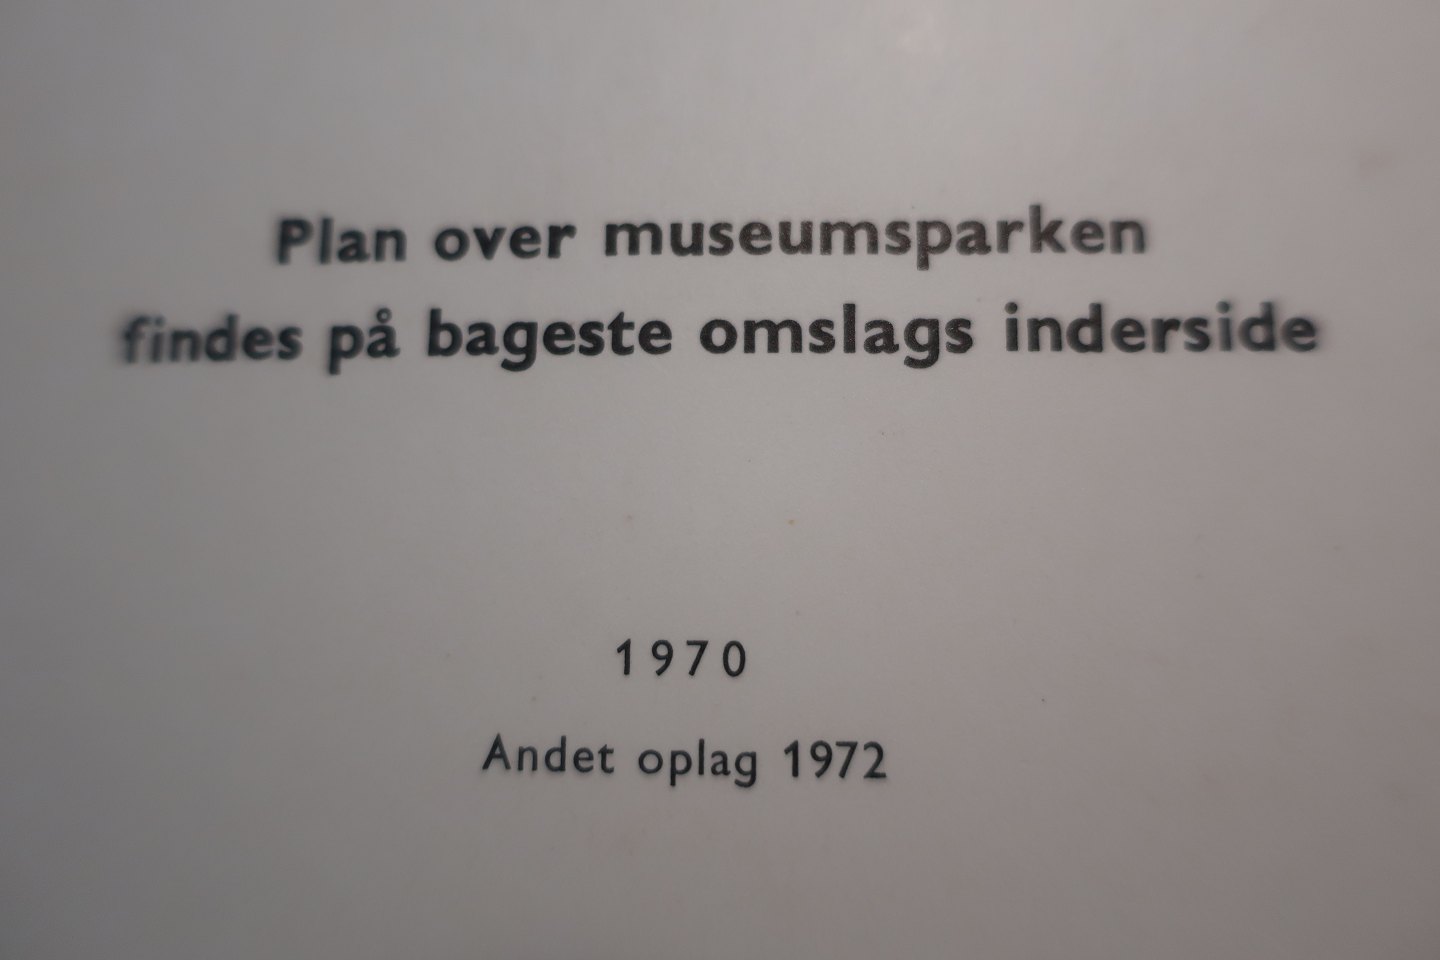 Plan over museumsparken
findes på bageste omslags inderside
1970
Andet oplag 1972